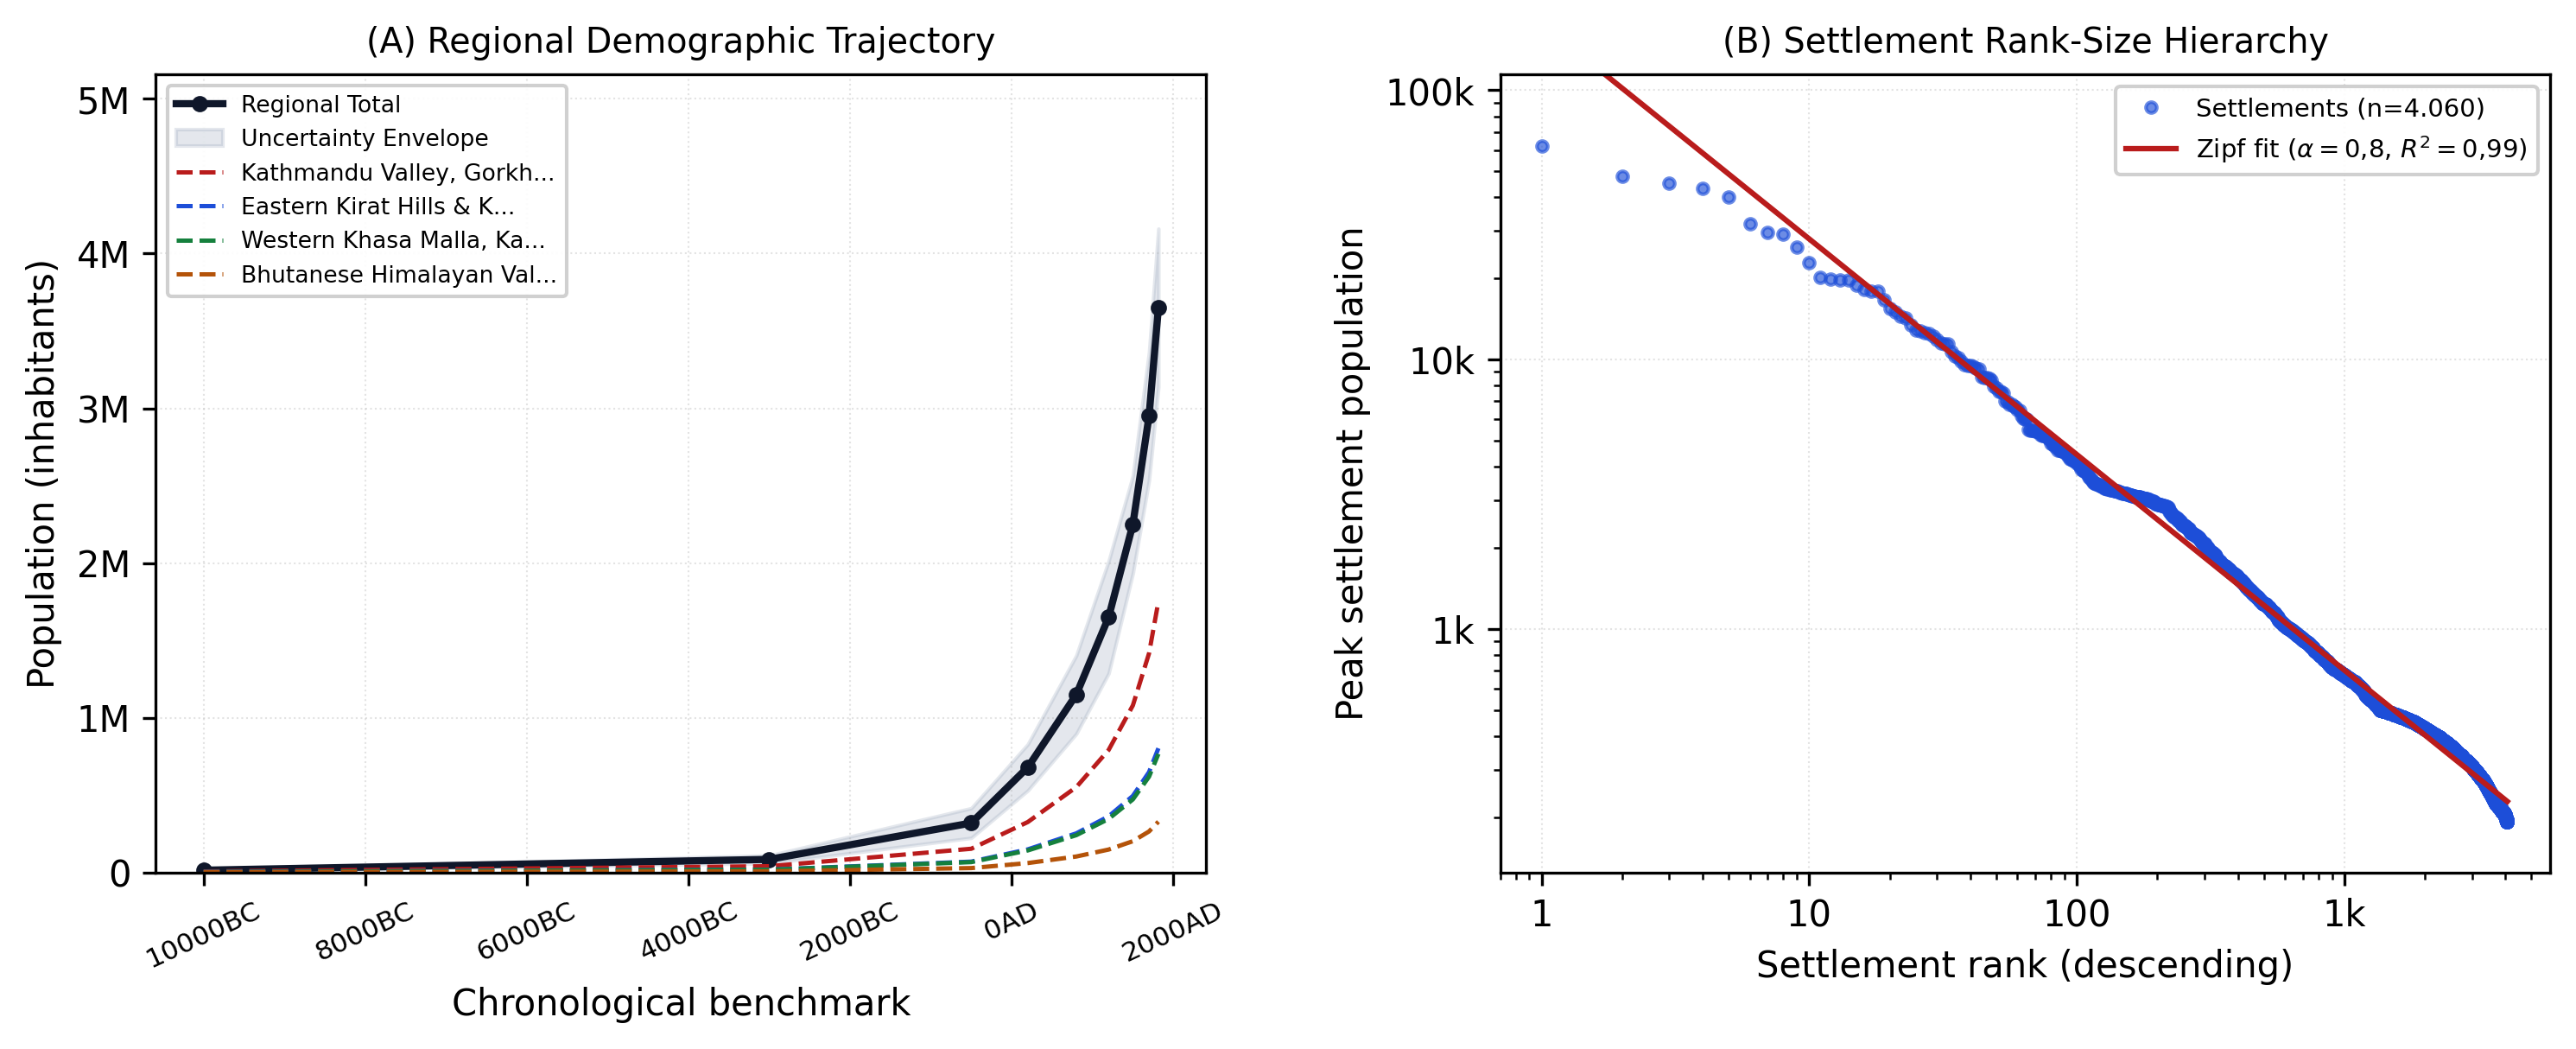 (A) Regional Demographic Trajectory
Population (inhabitants)
5M
4M
3M
2M
1M
0
Regional Total
Uncertainty Envelope
Kathmandu Valley, Gorkh...
Eastern Kirat Hills & K...
Western Khasa Malla, Ka...
Bhutanese Himalayan Val...
10000BC
8000BC
6000BC
4000BC
2000BC
0AD
2000AD
Chronological benchmark
(B) Settlement Rank-Size Hierarchy
Peak settlement population
100k
10k
1k
Settlements (n=4.060)
Zipf fit (α = 0,8, R² = 0,99)
1
10
100
1k
Settlement rank (descending)